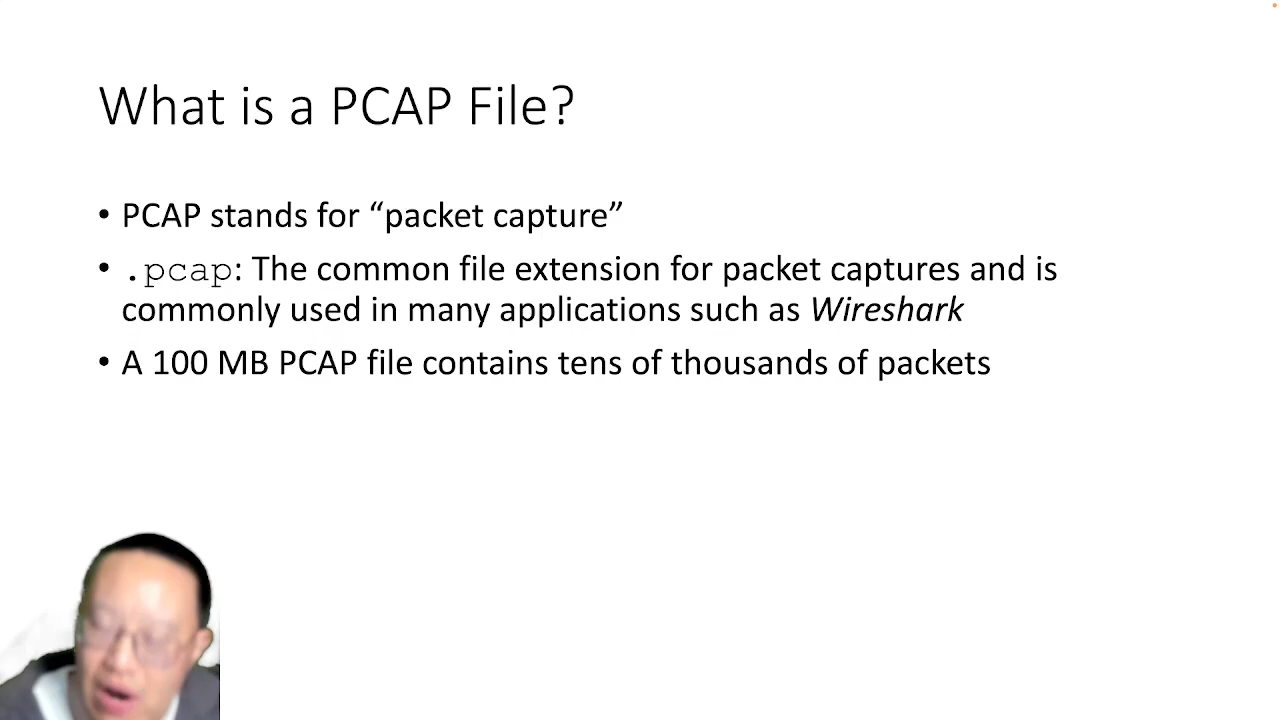 What is a PCAP File?
• PCAP stands for “packet capture”
• .pcap: The common file extension for packet captures and is
commonly used in many applications such as Wireshark
• A 100 MB PCAP file contains tens of thousands of packets